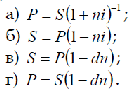 а) P = S(1 + ni)⁻¹;
б) S = P(1 − ni);
в) S = P(1 − dn);
г) P = S(1 − dn).